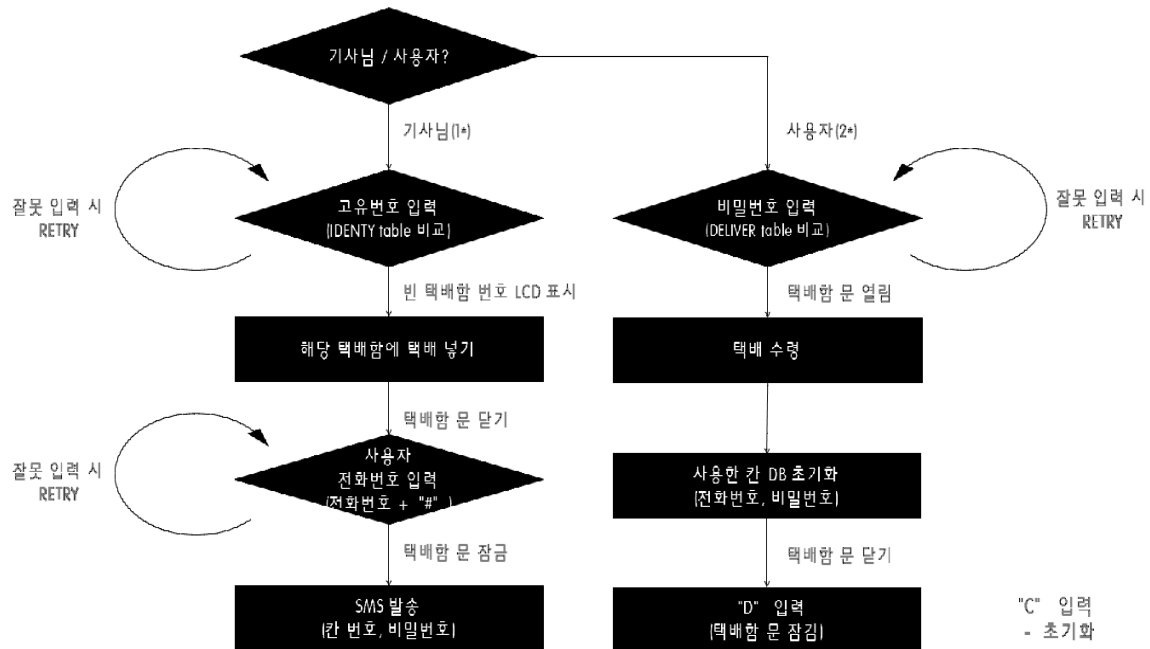 기사님 / 사용자?
기사님(1*)
사용자(2*)
잘못 입력 시
RETRY
고유번호 입력
(IDENTY table 비교)
비밀번호 입력
(DELIVER table 비교)
잘못 입력 시
RETRY
빈 택배함 번호 LCD 표시
택배함 문 열림
해당 택배함에 택배 넣기
택배 수령
택배함 문 닫기
잘못 입력 시
RETRY
사용자
전화번호 입력
(전화번호 + "#" )
사용한 칸 DB 초기화
(전화번호, 비밀번호)
택배함 문 잠금
택배함 문 닫기
SMS 발송
(칸 번호, 비밀번호)
"D" 입력
(택배함 문 잠김)
"C" 입력
- 초기화